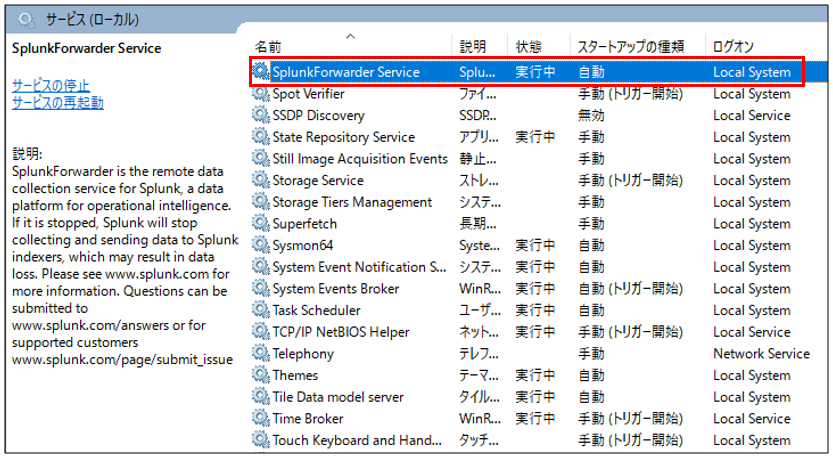 サービス (ローカル)
SplunkForwarder Service
サービスの停止
サービスの再起動
説明:
SplunkForwarder is the remote data
collection service for Splunk, a data
platform for operational intelligence.
If it is stopped, Splunk will stop
collecting and sending data to Splunk
indexers, which may result in data
loss. Please see www.splunk.com for
more information. Questions can be
submitted to
www.splunk.com/answers or for
supported customers
www.splunk.com/page/submit_issue
名前 説明 状態 スタートアップの種類 ログオン
SplunkForwarder Service Splu... 実行中 自動 Local System
Spot Verifier ファイ... 手動 (トリガー開始) Local System
SSDP Discovery SSDP... 無効 Local Service
State Repository Service アプリ... 実行中 手動 Local System
Still Image Acquisition Events 静止... 手動 Local System
Storage Service ストレ... 手動 (トリガー開始) Local System
Storage Tiers Management システ... 手動 Local System
Superfetch 長期... 手動 Local System
Sysmon64 Syste... 実行中 自動 Local System
System Event Notification S... システ... 実行中 自動 Local System
System Events Broker WinR... 実行中 自動 (トリガー開始) Local System
Task Scheduler ユーザ... 実行中 自動 Local System
TCP/IP NetBIOS Helper ネット... 実行中 手動 (トリガー開始) Local Service
Telephony テレフ... 手動 Network Service
Themes テーマ... 実行中 自動 Local System
Tile Data model server タイル... 実行中 自動 Local System
Time Broker WinR... 実行中 手動 (トリガー開始) Local Service
Touch Keyboard and Hand... タッチ... 手動 (トリガー開始) Local System